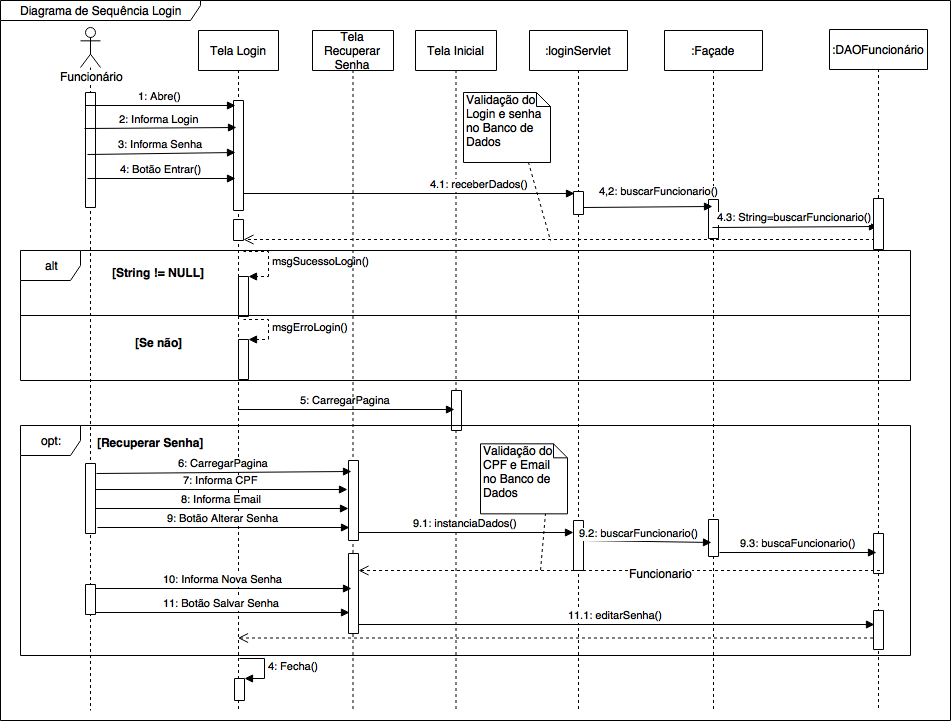 Diagrama de Sequência Login
Funcionário
Tela Login
Tela
Recuperar
Senha
Tela Inicial
:loginServlet
:Façade
:DAOFuncionário
1: Abre()
2: Informa Login
3: Informa Senha
4: Botão Entrar()
Validação do
Login e senha
no Banco de
Dados
4.1: receberDados()
4,2: buscarFuncionario()
4.3: String=buscarFuncionario()
alt
[String != NULL]
msgSucessoLogin()
msgErroLogin()
[Se não]
5: CarregarPagina
opt:
[Recuperar Senha]
6: CarregarPagina
7: Informa CPF
8: Informa Email
9: Botão Alterar Senha
Validação do
CPF e Email
no Banco de
Dados
9.1: instanciaDados()
9.2: buscarFuncionario()
9.3: buscaFuncionario()
Funcionario
10: Informa Nova Senha
11: Botão Salvar Senha
11.1: editarSenha()
4: Fecha()